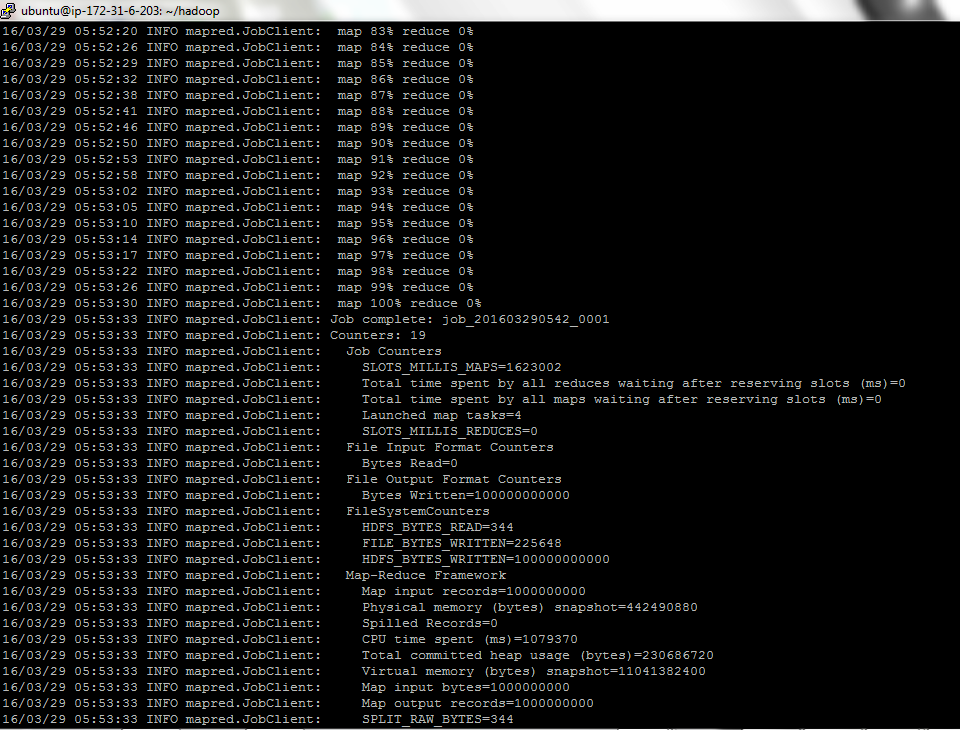 ubuntu@ip-172-31-6-203: ~/hadoop
16/03/29 05:52:20 INFO mapred.JobClient:  map 83% reduce 0%
16/03/29 05:52:26 INFO mapred.JobClient:  map 84% reduce 0%
16/03/29 05:52:29 INFO mapred.JobClient:  map 85% reduce 0%
16/03/29 05:52:32 INFO mapred.JobClient:  map 86% reduce 0%
16/03/29 05:52:38 INFO mapred.JobClient:  map 87% reduce 0%
16/03/29 05:52:41 INFO mapred.JobClient:  map 88% reduce 0%
16/03/29 05:52:46 INFO mapred.JobClient:  map 89% reduce 0%
16/03/29 05:52:50 INFO mapred.JobClient:  map 90% reduce 0%
16/03/29 05:52:53 INFO mapred.JobClient:  map 91% reduce 0%
16/03/29 05:52:58 INFO mapred.JobClient:  map 92% reduce 0%
16/03/29 05:53:02 INFO mapred.JobClient:  map 93% reduce 0%
16/03/29 05:53:05 INFO mapred.JobClient:  map 94% reduce 0%
16/03/29 05:53:10 INFO mapred.JobClient:  map 95% reduce 0%
16/03/29 05:53:14 INFO mapred.JobClient:  map 96% reduce 0%
16/03/29 05:53:17 INFO mapred.JobClient:  map 97% reduce 0%
16/03/29 05:53:22 INFO mapred.JobClient:  map 98% reduce 0%
16/03/29 05:53:26 INFO mapred.JobClient:  map 99% reduce 0%
16/03/29 05:53:30 INFO mapred.JobClient:  map 100% reduce 0%
16/03/29 05:53:33 INFO mapred.JobClient: Job complete: job_201603290542_0001
16/03/29 05:53:33 INFO mapred.JobClient: Counters: 19
16/03/29 05:53:33 INFO mapred.JobClient:   Job Counters
16/03/29 05:53:33 INFO mapred.JobClient:     SLOTS_MILLIS_MAPS=1623002
16/03/29 05:53:33 INFO mapred.JobClient:     Total time spent by all reduces waiting after reserving slots (ms)=0
16/03/29 05:53:33 INFO mapred.JobClient:     Total time spent by all maps waiting after reserving slots (ms)=0
16/03/29 05:53:33 INFO mapred.JobClient:     Launched map tasks=4
16/03/29 05:53:33 INFO mapred.JobClient:     SLOTS_MILLIS_REDUCES=0
16/03/29 05:53:33 INFO mapred.JobClient:   File Input Format Counters
16/03/29 05:53:33 INFO mapred.JobClient:     Bytes Read=0
16/03/29 05:53:33 INFO mapred.JobClient:   File Output Format Counters
16/03/29 05:53:33 INFO mapred.JobClient:     Bytes Written=100000000000
16/03/29 05:53:33 INFO mapred.JobClient:   FileSystemCounters
16/03/29 05:53:33 INFO mapred.JobClient:     HDFS_BYTES_READ=344
16/03/29 05:53:33 INFO mapred.JobClient:     FILE_BYTES_WRITTEN=225648
16/03/29 05:53:33 INFO mapred.JobClient:     HDFS_BYTES_WRITTEN=100000000000
16/03/29 05:53:33 INFO mapred.JobClient:   Map-Reduce Framework
16/03/29 05:53:33 INFO mapred.JobClient:     Map input records=1000000000
16/03/29 05:53:33 INFO mapred.JobClient:     Physical memory (bytes) snapshot=442490880
16/03/29 05:53:33 INFO mapred.JobClient:     Spilled Records=0
16/03/29 05:53:33 INFO mapred.JobClient:     CPU time spent (ms)=1079370
16/03/29 05:53:33 INFO mapred.JobClient:     Total committed heap usage (bytes)=230686720
16/03/29 05:53:33 INFO mapred.JobClient:     Virtual memory (bytes) snapshot=11041382400
16/03/29 05:53:33 INFO mapred.JobClient:     Map input bytes=1000000000
16/03/29 05:53:33 INFO mapred.JobClient:     Map output records=1000000000
16/03/29 05:53:33 INFO mapred.JobClient:     SPLIT_RAW_BYTES=344